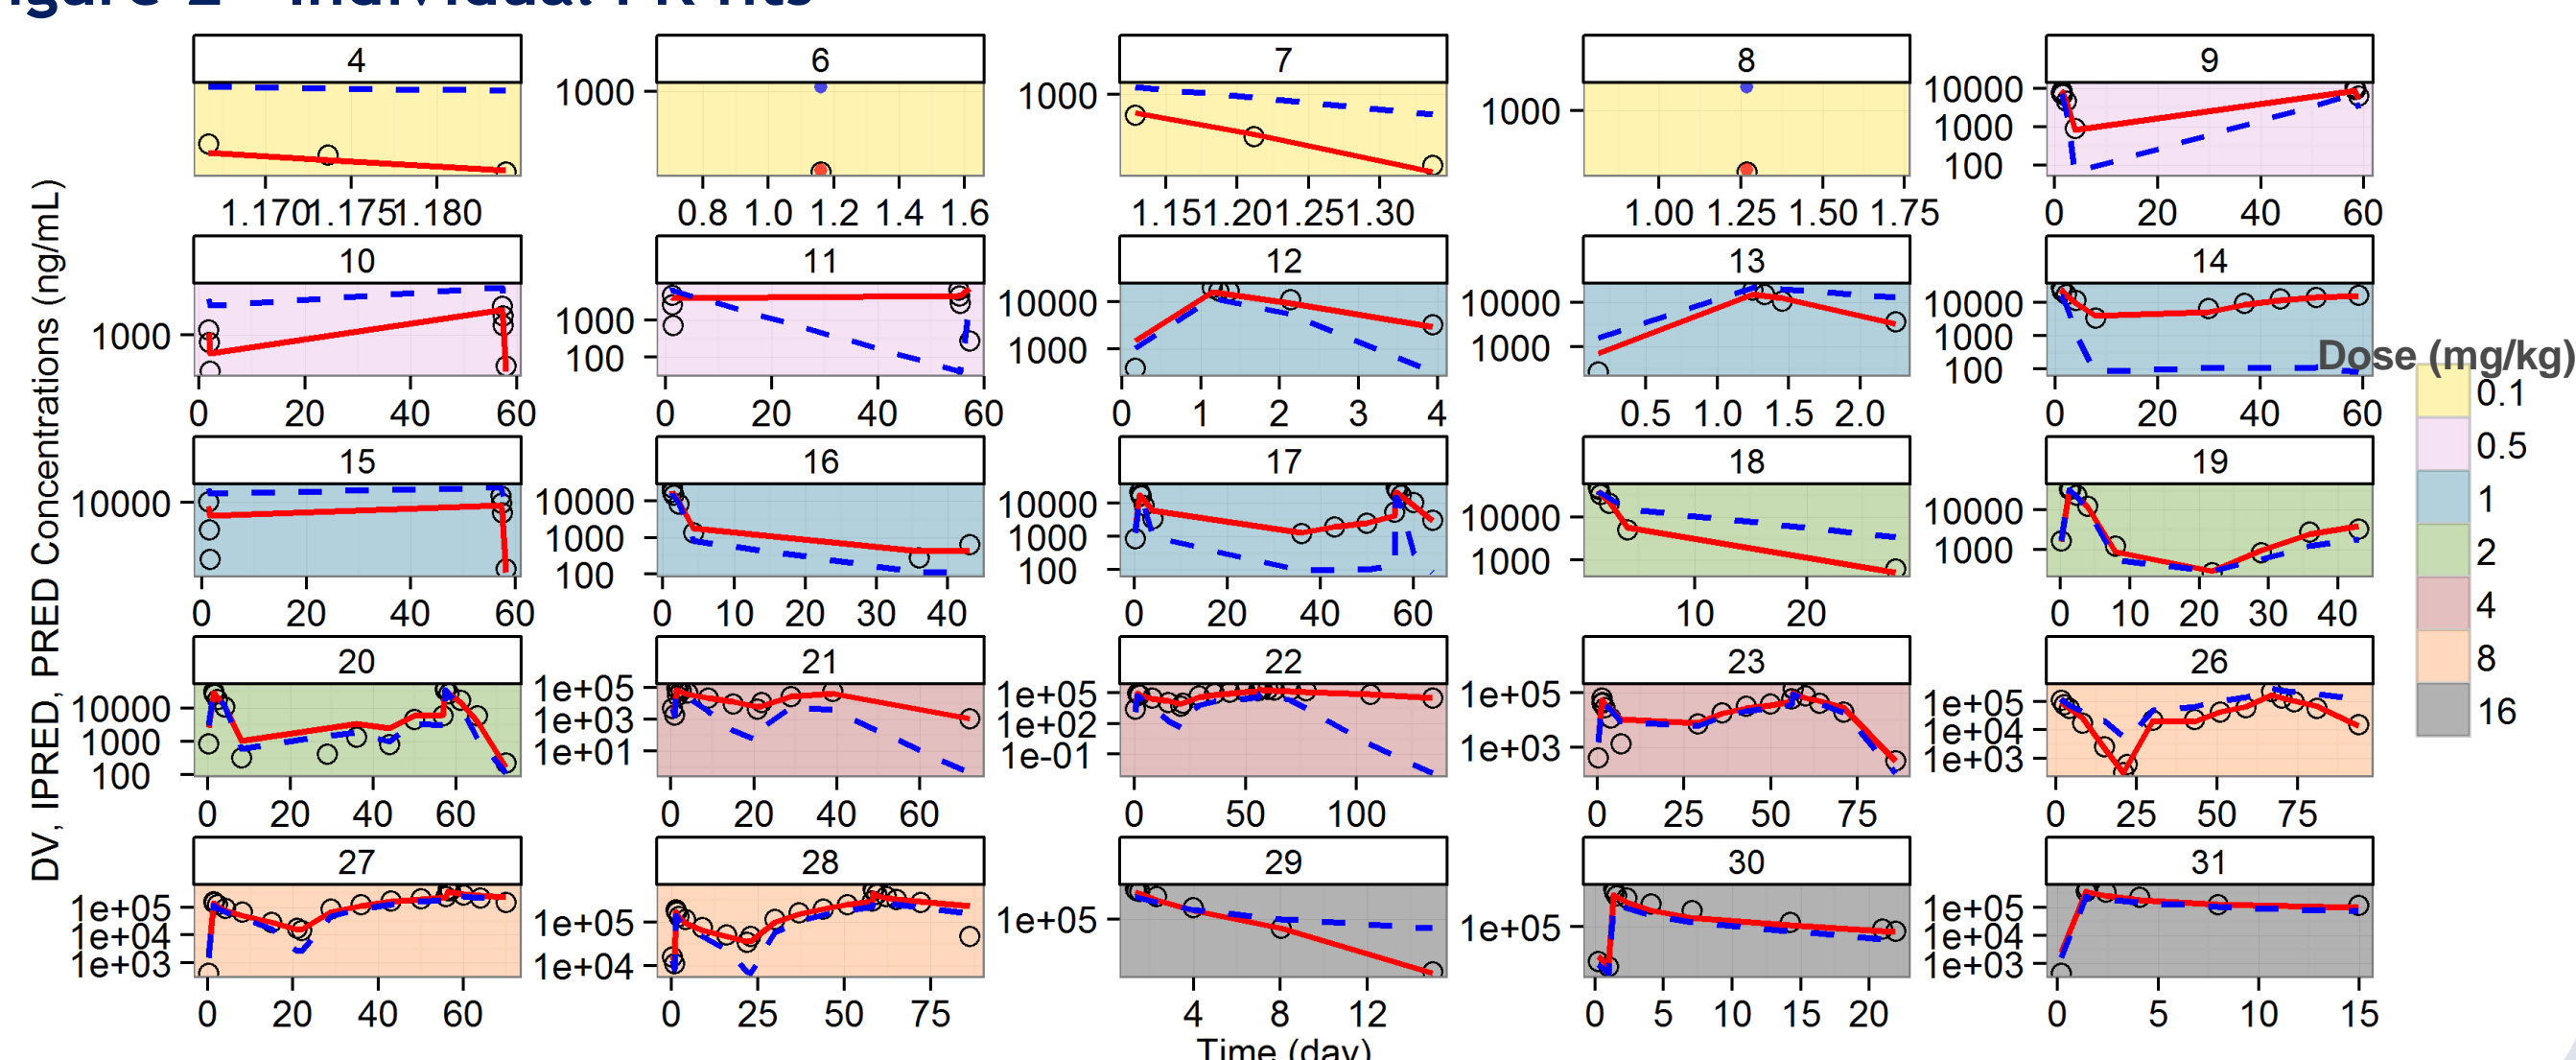 Figure 2 - Individual PK fits
4 6 7 8 9
1000 1000 1000 10000 1000 100
1.170 1.175 1.180 0.8 1.0 1.2 1.4 1.6 1.15 1.20 1.25 1.30 1.00 1.25 1.50 1.75 0 20 40 60
10 11 12 13 14
1000 1000 100 10000 1000 10000 1000 10000 1000 100
0 20 40 60 0 20 40 60 0 1 2 3 4 0.5 1.0 1.5 2.0 0 20 40 60
15 16 17 18 19
10000 10000 1000 100 10000 1000 100 10000 1000 10000 1000
0 20 40 60 0 10 20 30 40 0 20 40 60 10 20 0 10 20 30 40
20 21 22 23 26
10000 1000 100 1e+05 1e+03 1e+01 1e+05 1e+02 1e-01 1e+05 1e+03 1e+05 1e+04 1e+03
0 20 40 60 0 20 40 60 0 50 100 0 25 50 75 0 25 50 75
27 28 29 30 31
1e+05 1e+04 1e+03 1e+05 1e+04 1e+05 1e+05 1e+05 1e+04 1e+03
0 20 40 60 0 25 50 75 4 8 12 0 5 10 15 20 0 5 10 15
Time (day)
DV, IPRED, PRED Concentrations (ng/mL)
Dose (mg/kg)
0.1
0.5
1
2
4
8
16